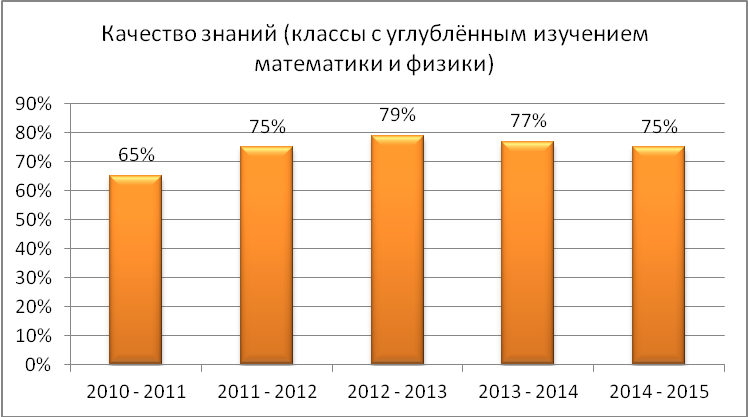 Качество знаний (классы с углублённым изучением
математики и физики)
90%
80%
70%
60%
50%
40%
30%
20%
10%
0%
65%
75%
79%
77%
75%
2010 - 2011
2011 - 2012
2012 - 2013
2013 - 2014
2014 - 2015